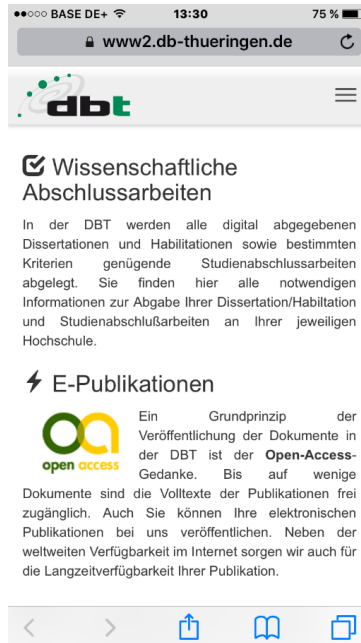 BASE DE+ 13:30 75 %
www2.db-thueringen.de
dbt
Wissenschaftliche
Abschlussarbeiten
In der DBT werden alle digital abgegebenen
Dissertationen und Habilitationen sowie bestimmten
Kriterien genügende Studienabschlussarbeiten
abgelegt. Sie finden hier alle notwendigen
Informationen zur Abgabe Ihrer Dissertation/Habiltation
und Studienabschlußarbeiten an Ihrer jeweiligen
Hochschule.
E-Publikationen
open access
Ein Grundprinzip der
Veröffentlichung der Dokumente in
der DBT ist der Open-Access-
Gedanke. Bis auf wenige
Dokumente sind die Volltexte der Publikationen frei
zugänglich. Auch Sie können Ihre elektronischen
Publikationen bei uns veröffentlichen. Neben der
weltweiten Verfügbarkeit im Internet sorgen wir auch für
die Langzeitverfügbarkeit Ihrer Publikation.